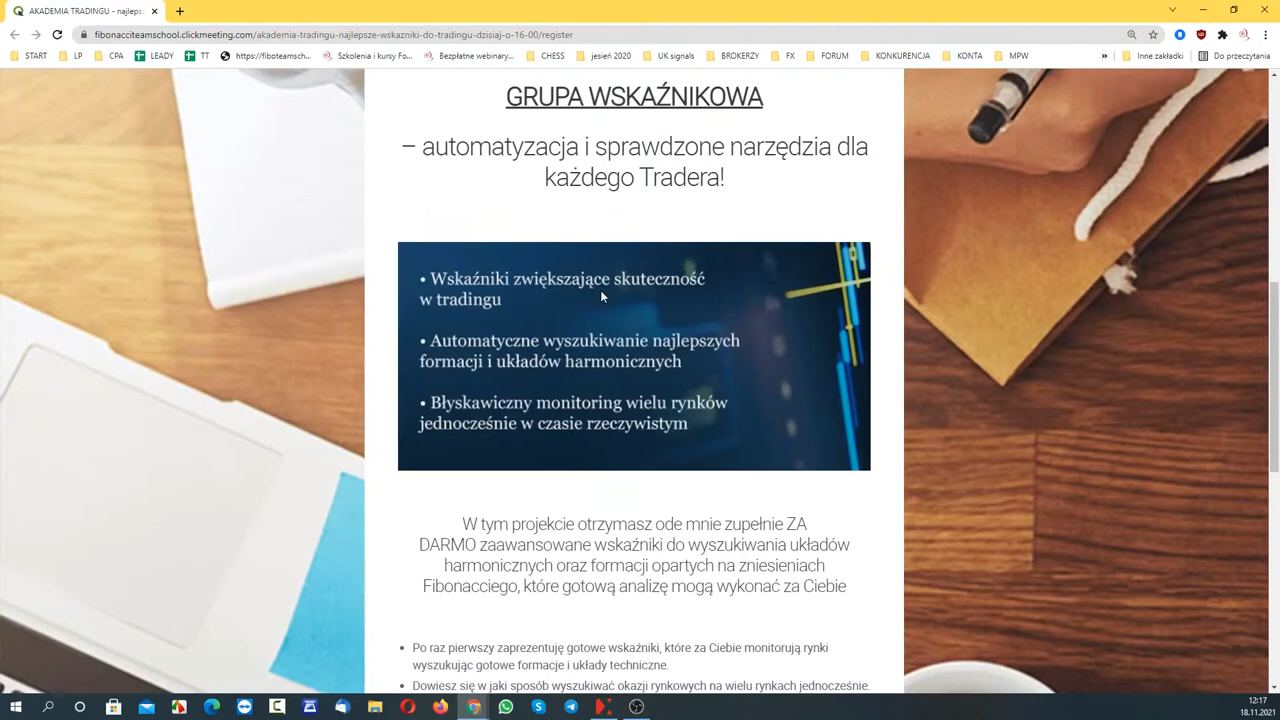 AKADEMIA TRADINGU - najleps:
fibonacciteamschool.clickmeeting.com/akademia-tradingu-najlepsze-wskazniki-do-tradingu-dzisiaj-o-16-00/register
START LP CPA LEADY TT https://fiboteamsch... Szkolenia i kursy Fo... Bezpłatne webinary... CHESS jesień 2020 UK signals BROKERZY FX FORUM KONKURENCJA KONTA MPW » Inne zakładki Do przeczytania
GRUPA WSKAŹNIKOWA
– automatyzacja i sprawdzone narzędzia dla
każdego Tradera!
• Wskaźniki zwiększające skuteczność
w tradingu
• Automatyczne wyszukiwanie najlepszych
formacji i układów harmonicznych
• Błyskawiczny monitoring wielu rynków
jednocześnie w czasie rzeczywistym
W tym projekcie otrzymasz ode mnie zupełnie ZA
DARMO zaawansowane wskaźniki do wyszukiwania układów
harmonicznych oraz formacji opartych na zniesieniach
Fibonacciego, które gotową analizę mogą wykonać za Ciebie
• Po raz pierwszy zaprezentuję gotowe wskaźniki, które za Ciebie monitorują rynki
wyszukując gotowe formacje i układy techniczne.
• Dowiesz się w jaki sposób wyszukiwać okazji rynkowych na wielu rynkach jednocześnie.
12:17
18.11.2021